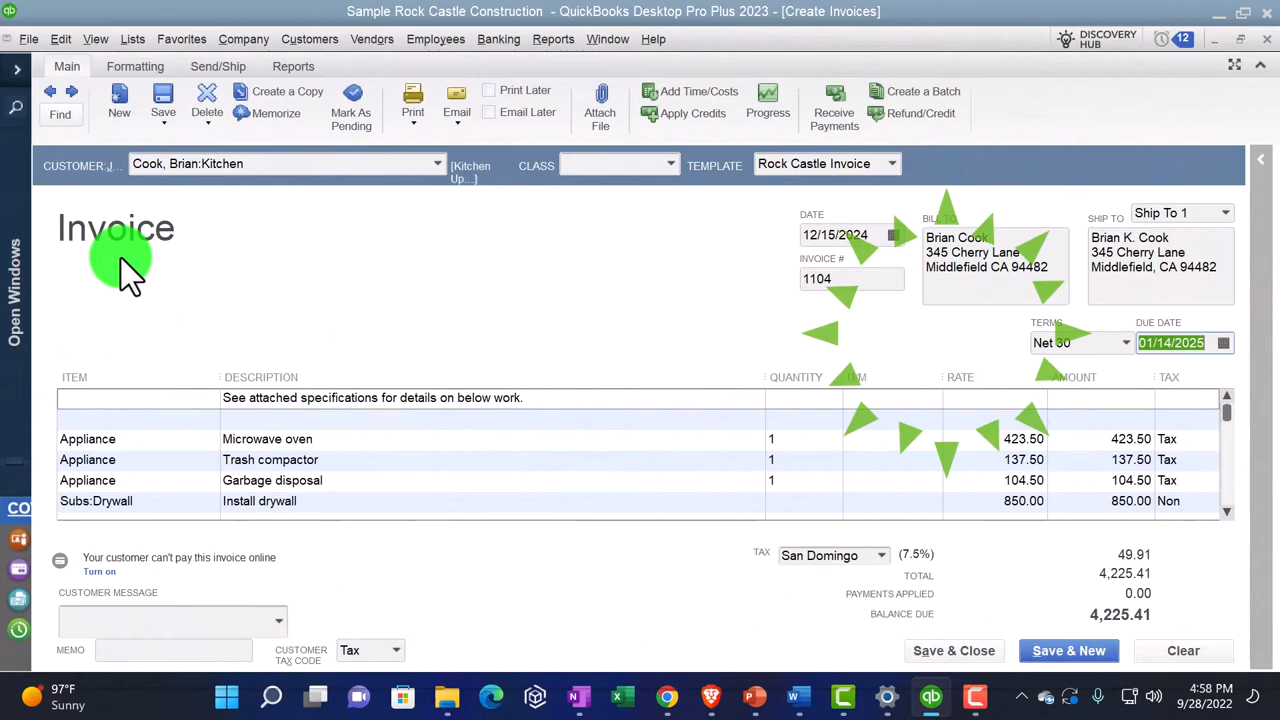 Sample Rock Castle Construction - QuickBooks Desktop Pro Plus 2023 - [Create Invoices]
File Edit View Lists Favorites Company Customers Vendors Employees Banking Reports Window Help
DISCOVERY HUB 12
Main Formatting Send/Ship Reports
Find New Save Delete Create a Copy Memorize Mark As Pending Print Email Print Later Email Later Attach File Add Time/Costs Apply Credits Progress Receive Payments Create a Batch Refund/Credit
CUSTOMER:J... Cook, Brian:Kitchen [Kitchen Up...] CLASS TEMPLATE Rock Castle Invoice
Open Windows
Invoice
DATE
12/15/2024
INVOICE #
1104
BILL TO
Brian Cook
345 Cherry Lane
Middlefield CA 94482
SHIP TO Ship To 1
Brian K. Cook
345 Cherry Lane
Middlefield, CA 94482
TERMS DUE DATE
Net 30 01/14/2025
ITEM DESCRIPTION QUANTITY U/M RATE AMOUNT TAX
See attached specifications for details on below work.
Appliance Microwave oven 1 423.50 423.50 Tax
Appliance Trash compactor 1 137.50 137.50 Tax
Appliance Garbage disposal 1 104.50 104.50 Tax
Subs:Drywall Install drywall 850.00 850.00 Non
Your customer can't pay this invoice online
Turn on
CUSTOMER MESSAGE
MEMO CUSTOMER TAX CODE Tax
TAX San Domingo (7.5%) 49.91
TOTAL 4,225.41
PAYMENTS APPLIED 0.00
BALANCE DUE 4,225.41
Save & Close Save & New Clear
97°F
Sunny
4:58 PM
9/28/2022